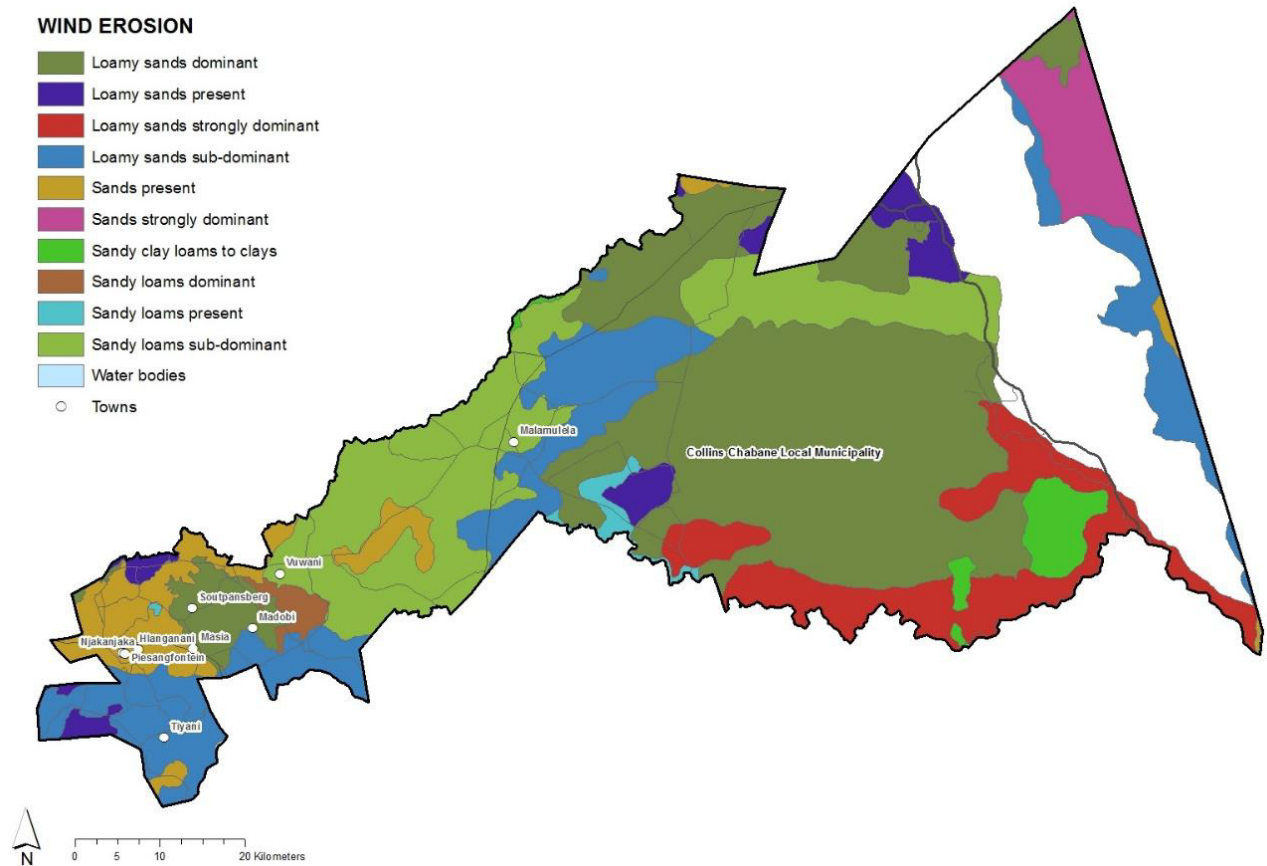 WIND EROSION
Loamy sands dominant
Loamy sands present
Loamy sands strongly dominant
Loamy sands sub-dominant
Sands present
Sands strongly dominant
Sandy clay loams to clays
Sandy loams dominant
Sandy loams present
Sandy loams sub-dominant
Water bodies
Towns
Malamulela
Collins Chabane Local Municipality
Vuwani
Soutpansberg
Madobi
Njakanjaka
Hlanganani
Masia
Piesangfontein
Tiyani
N
0 5 10 20 Kilometers